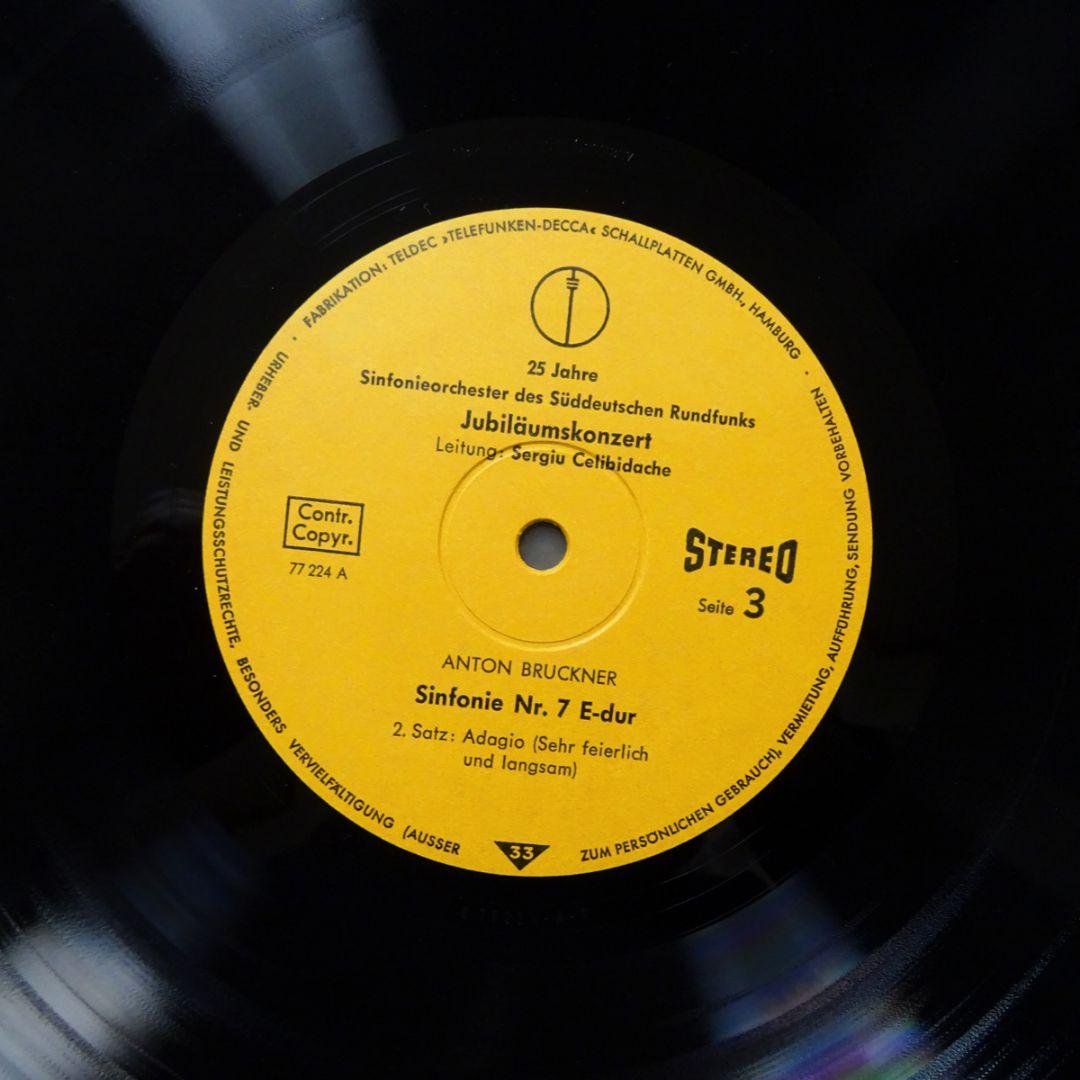 FABRIKATION: TELDEC »TELEFUNKEN-DECCA« SCHALLPLATTEN GMBH., HAMBURG ·
25 Jahre
Sinfonieorchester des Süddeutschen Rundfunks
Jubiläumskonzert
Leitung: Sergiu Celibidache
Contr.
Copyr.
77 224 A
STEREO
Seite 3
ANTON BRUCKNER
Sinfonie Nr. 7 E-dur
2. Satz: Adagio (Sehr feierlich
und langsam)
33
URHEBER- UND LEISTUNGSSCHUTZRECHTE, BESONDERS VERVIELFÄLTIGUNG (AUSSER ZUM PERSÖNLICHEN GEBRAUCH), VERMIETUNG, AUFFÜHRUNG, SENDUNG VORBEHALTEN ·